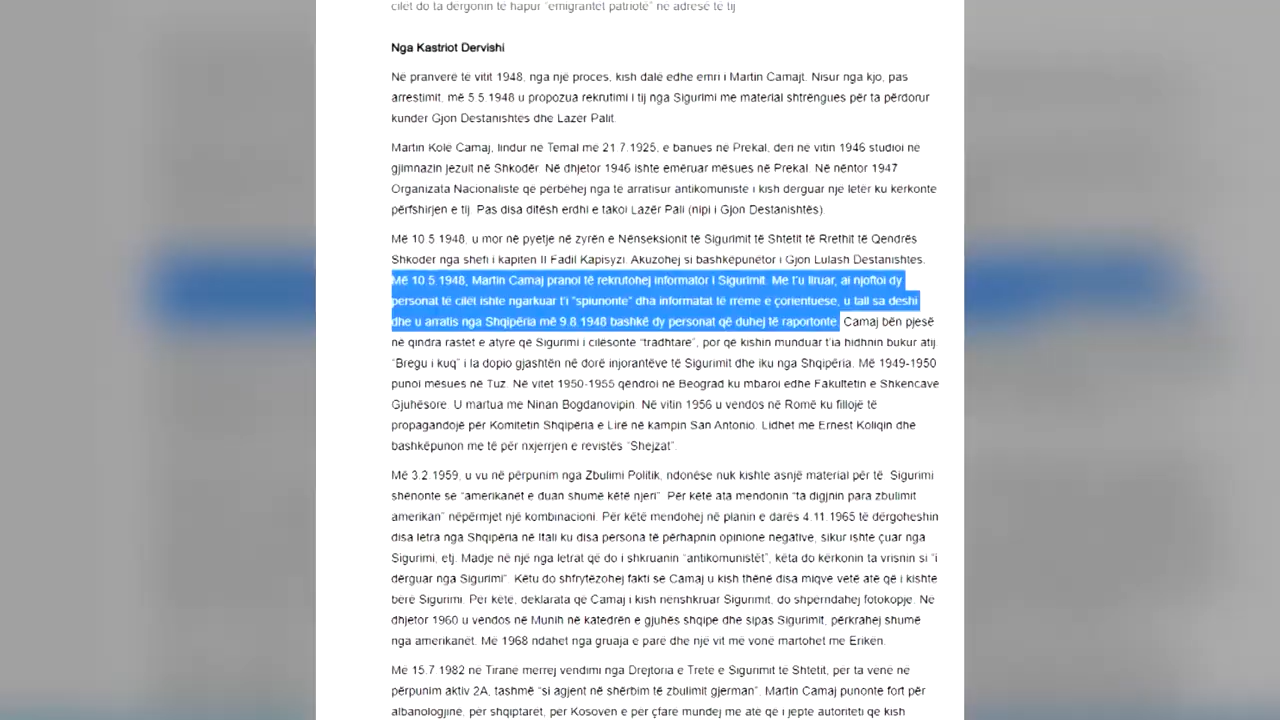 cilët do ta dërgonin të hapur "emigrantët patriotë" në adresë të tij
Nga Kastriot Dervishi
Në pranverë të vitit 1948, nga një proces, kish dalë edhe emri i Martin Camajt. Nisur nga kjo, pas
arrestimit, më 5.5.1948 u propozua rekrutimi i tij nga Sigurimi me material shtrëngues për ta përdorur
kundër Gjon Destanishtës dhe Lazër Palit.
Martin Kolë Camaj, lindur në Temal më 21.7.1925, e banues në Prekal, deri në vitin 1946 studioi në
gjimnazin jezuit në Shkodër. Në dhjetor 1946 ishte emëruar mësues në Prekal. Në nëntor 1947
Organizata Nacionaliste që përbëhej nga të arratisur antikomunistë i kish dërguar një letër ku kërkonte
përfshirjen e tij. Pas disa ditësh erdhi e takoi Lazër Pali (nipi i Gjon Destanishtës).
Më 10.5.1948, u mor në pyetje në zyrën e Nënseksionit të Sigurimit të Shtetit të Rrethit të Qendrës
Shkodër nga shefi i kapiten II Fadil Kapisyzi. Akuzohej si bashkëpunëtor i Gjon Lulash Destanishtës.
Më 10.5.1948, Martin Camaj pranoi të rekrutohej informator i Sigurimit. Me t'u liruar, ai njoftoi dy
personat të cilët ishte ngarkuar t'i "spiunonte" dha informatat të rreme e çorientuese, u tall sa deshi
dhe u arratis nga Shqipëria më 9.8.1948 bashkë dy personat që duhej të raportonte. Camaj bën pjesë
në qindra rastet e atyre që Sigurimi i cilësonte "tradhtarë", por që kishin munduar t'ia hidhnin bukur atij.
"Bregu i kuq" i la dopio gjashtën në dorë injorantëve të Sigurimit dhe iku nga Shqipëria. Më 1949-1950
punoi mësues në Tuz. Në vitet 1950-1955 qëndroi në Beograd ku mbaroi edhe Fakultetin e Shkencave
Gjuhësore. U martua me Ninan Bogdanovipin. Në vitin 1956 u vendos në Romë ku fillojë të
propagandojë për Komitetin Shqipëria e Lirë në kampin San Antonio. Lidhet me Ernest Koliqin dhe
bashkëpunon me të për nxjerrjen e revistës "Shejzat".
Më 3.2.1959, u vu në përpunim nga Zbulimi Politik, ndonëse nuk kishte asnjë material për të. Sigurimi
shënonte se "amerikanët e duan shumë këtë njeri". Për këtë ata mendonin "ta digjnin para zbulimit
amerikan" nëpërmjet një kombinacioni. Për këtë mendohej në planin e darës 4.11.1965 të dërgoheshin
disa letra nga Shqipëria në Itali ku disa persona të përhapnin opinione negative, sikur ishte çuar nga
Sigurimi, etj. Madje në një nga letrat që do i shkruanin "antikomunistët", këta do kërkonin ta vrisnin si "i
dërguar nga Sigurimi". Këtu do shfrytëzohej fakti se Camaj u kish thënë disa miqve vetë atë që i kishte
bërë Sigurimi. Për këtë, deklarata që Camaj i kish nënshkruar Sigurimit, do shpërndahej fotokopje. Në
dhjetor 1960 u vendos në Munih në katedrën e gjuhës shqipe dhe sipas Sigurimit, përkrahej shumë
nga amerikanët. Më 1968 ndahet nga gruaja e parë dhe një vit më vonë martohet me Erikën.
Më 15.7.1982 në Tiranë merrej vendimi nga Drejtoria e Tretë e Sigurimit të Shtetit, për ta vënë në
përpunim aktiv 2A, tashmë "si agjent në shërbim të zbulimit gjerman". Martin Camaj punonte fort për
albanologjinë, për shqiptarët, për Kosovën e për çfarë mundej me atë që i jepte autoriteti që kish